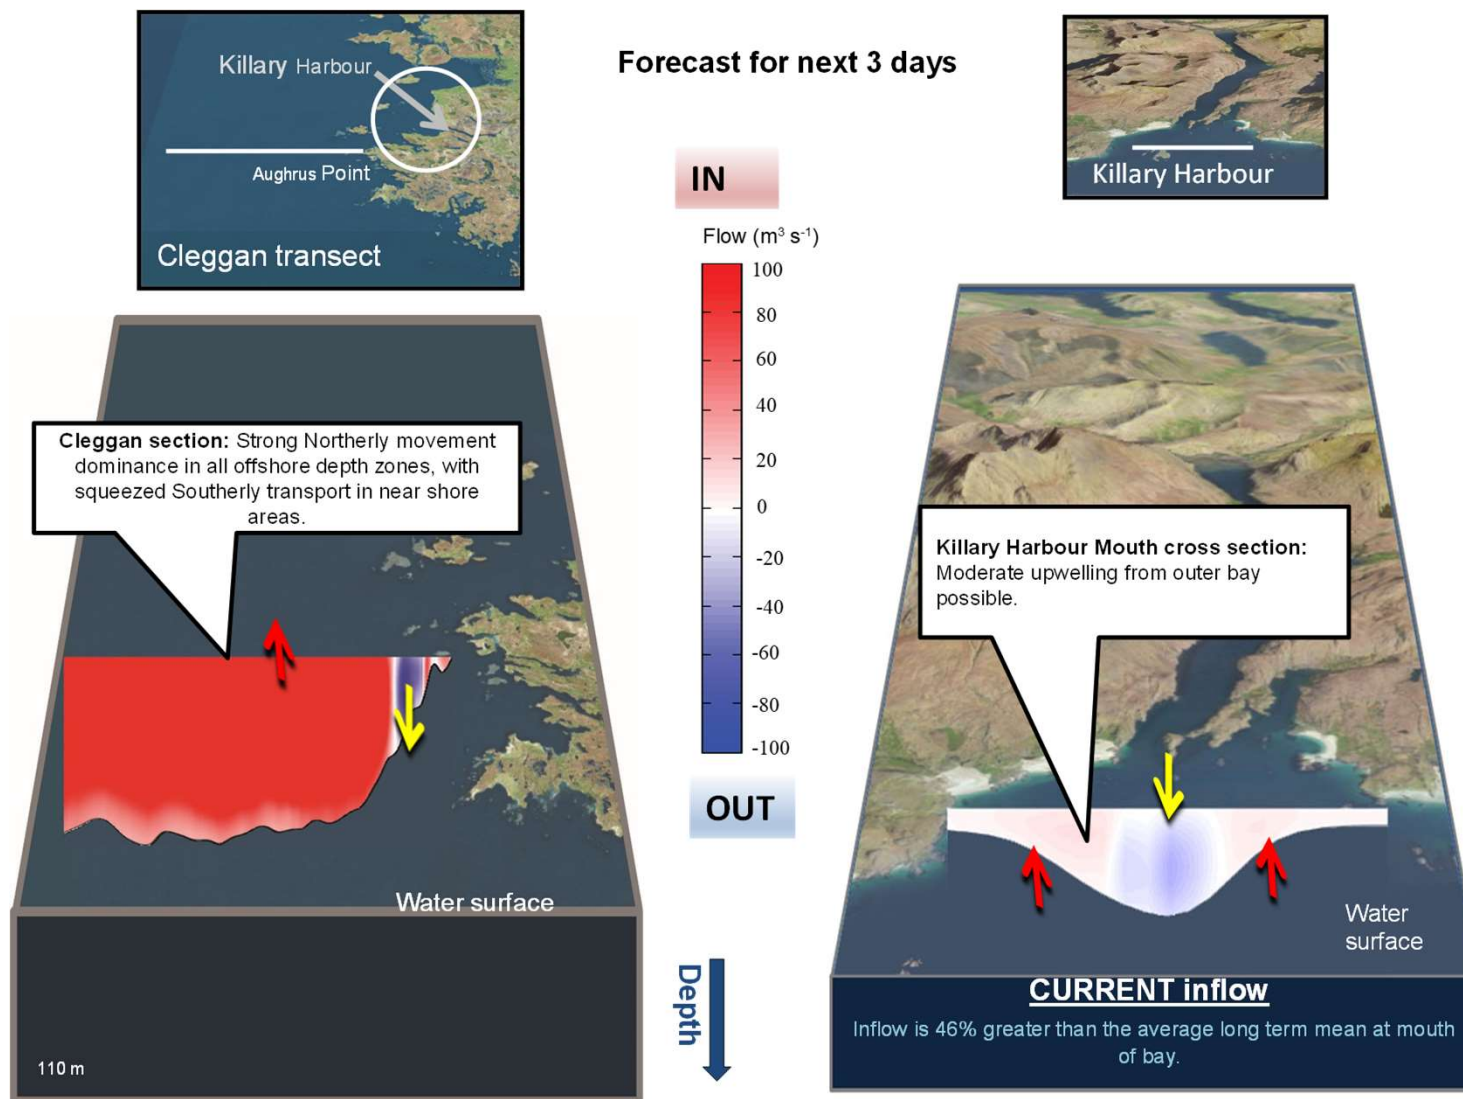 Killary Harbour
Aughrus Point
Cleggan transect
Forecast for next 3 days
Killary Harbour
IN
Flow (m³ s⁻¹)
100
80
60
40
20
0
-20
-40
-60
-80
-100
OUT
Cleggan section: Strong Northerly movement
dominance in all offshore depth zones, with
squeezed Southerly transport in near shore
areas.
Water surface
110 m
Depth
Killary Harbour Mouth cross section:
Moderate upwelling from outer bay
possible.
Water
surface
CURRENT inflow
Inflow is 46% greater than the average long term mean at mouth
of bay.